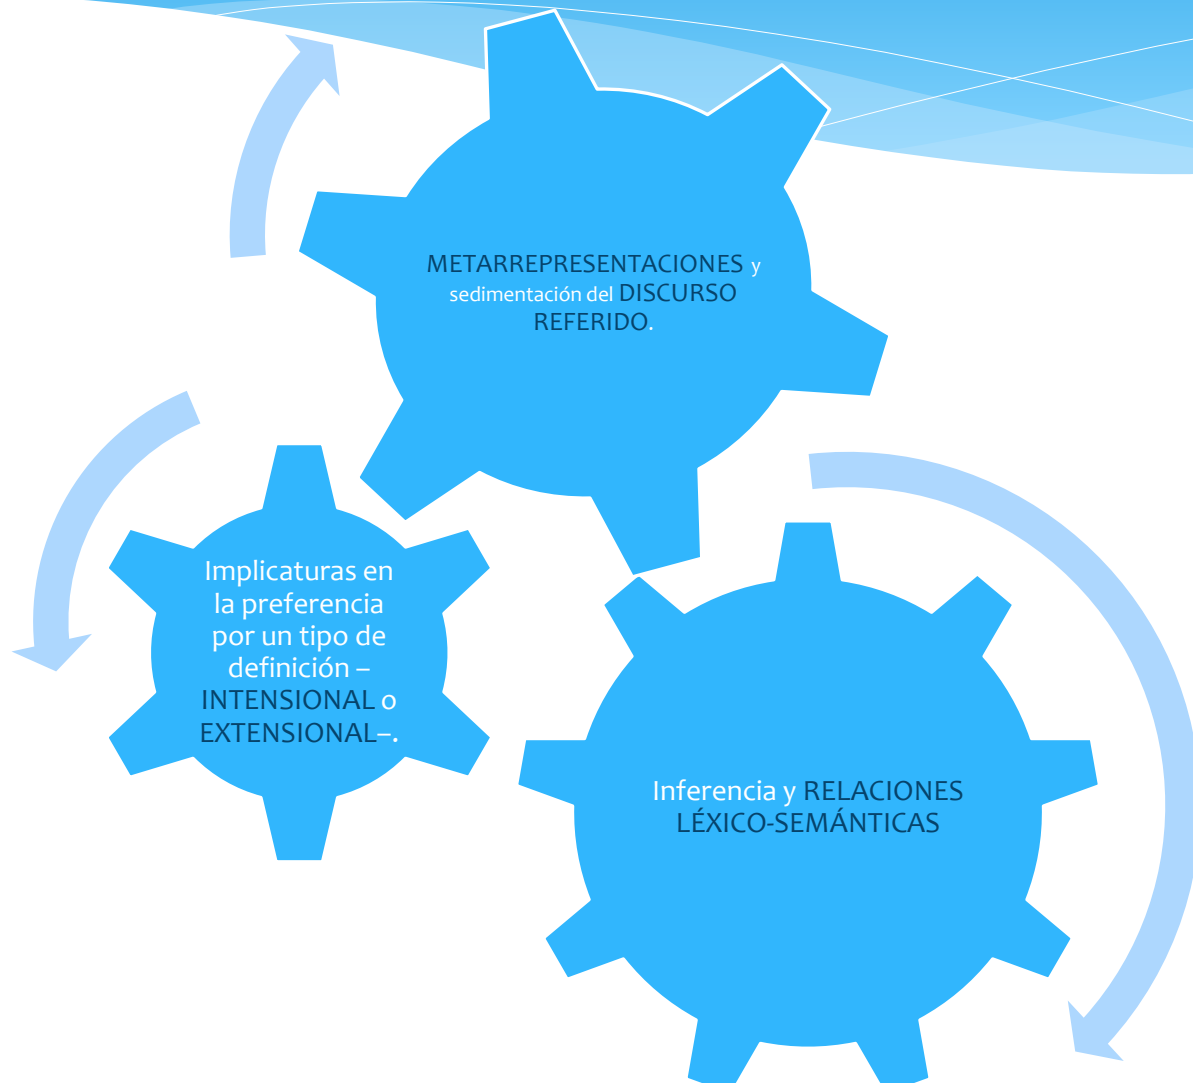 METARREPRESENTACIONES y
sedimentación del DISCURSO
REFERIDO.
Implicaturas en
la preferencia
por un tipo de
definición –
INTENSIONAL o
EXTENSIONAL–.
Inferencia y RELACIONES
LÉXICO-SEMÁNTICAS